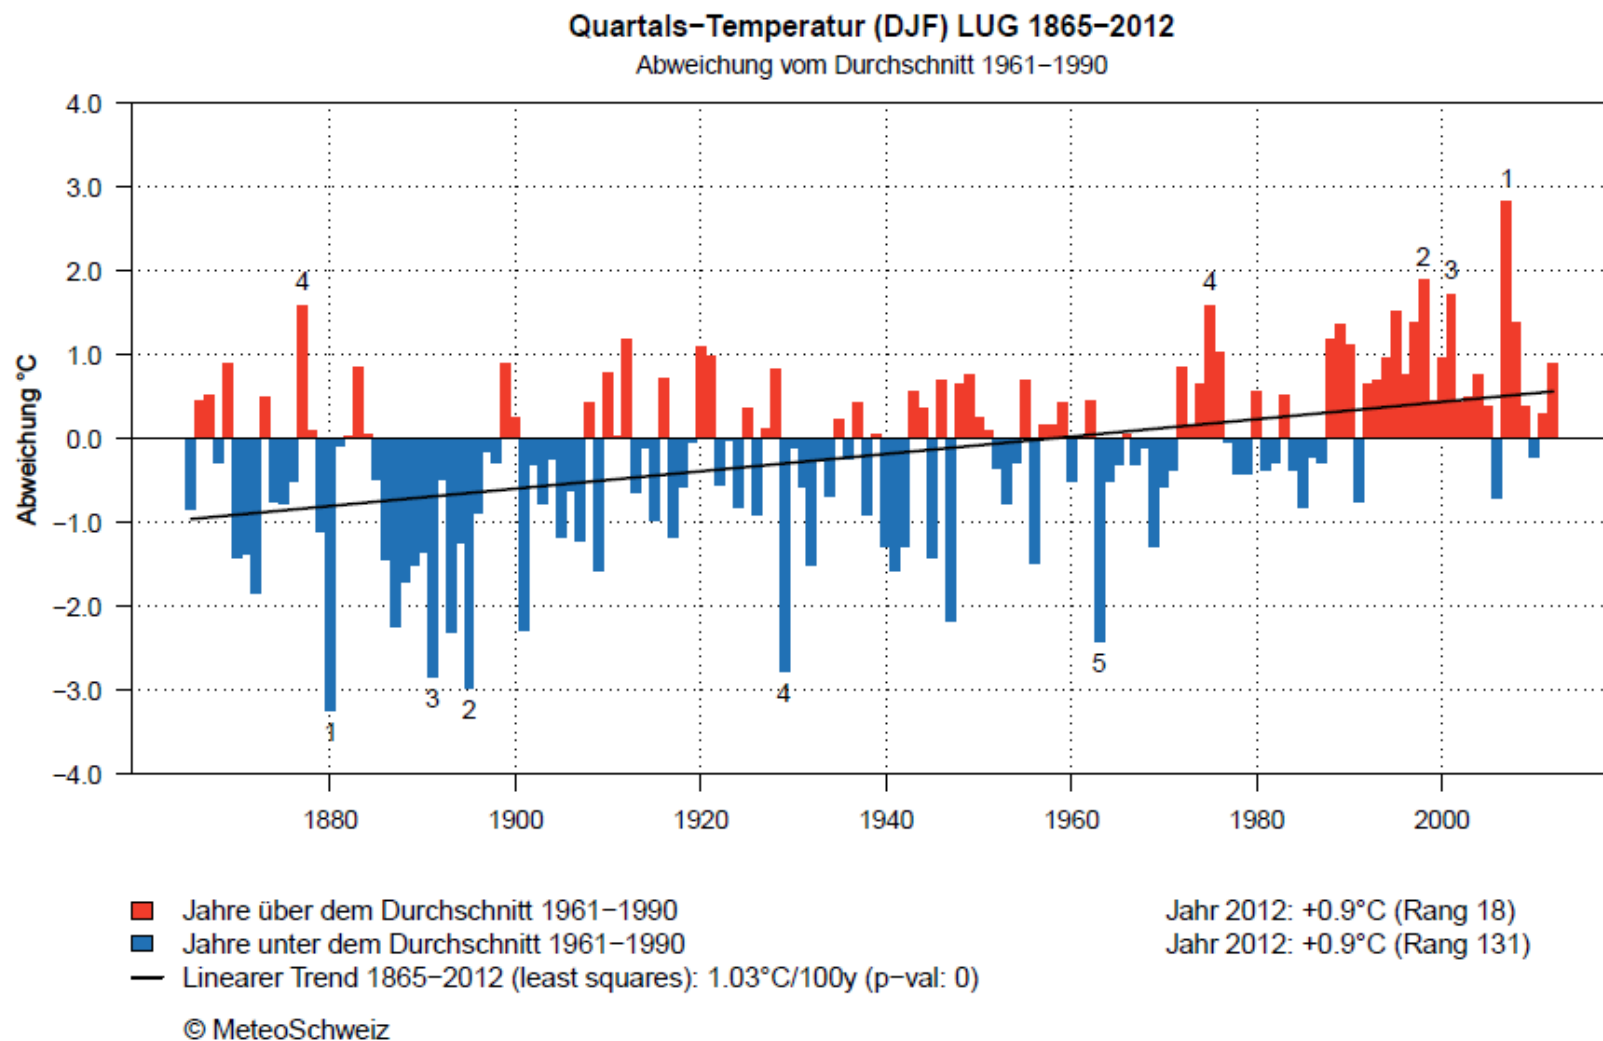 Quartals−Temperatur (DJF) LUG 1865−2012
Abweichung vom Durchschnitt 1961−1990
4.0
3.0
2.0
1.0
0.0
−1.0
−2.0
−3.0
−4.0
Abweichung °C
4
4
2
3
1
1
3
2
4
5
1880
1900
1920
1940
1960
1980
2000
Jahre über dem Durchschnitt 1961−1990
Jahr 2012: +0.9°C (Rang 18)
Jahre unter dem Durchschnitt 1961−1990
Jahr 2012: +0.9°C (Rang 131)
Linearer Trend 1865−2012 (least squares): 1.03°C/100y (p−val: 0)
© MeteoSchweiz